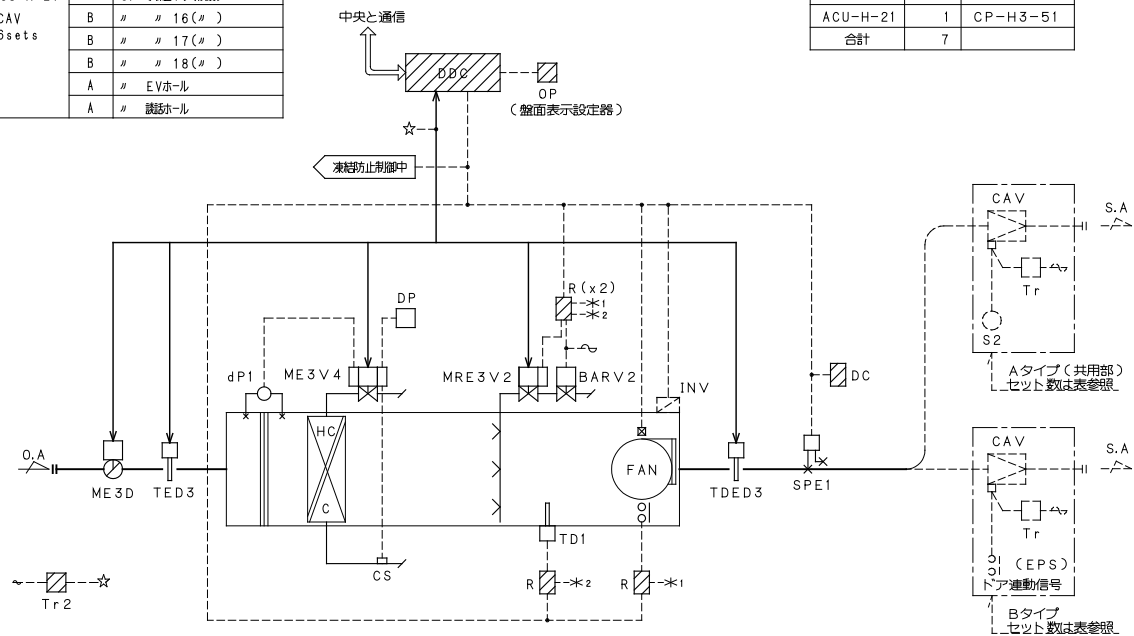 CAV
6sets
B 〃 〃 16(〃 )
B 〃 〃 17(〃 )
B 〃 〃 18(〃 )
A 〃 EVホール
A 〃 談話ホール
ACU-H-21 1 CP-H3-51
合計 7
中央と通信
DDC
OP
(盤面表示設定器)
凍結防止制御中
CAV
S.A
Tr
S2
Aタイプ(共用部)
セット数は表参照
R(x2)
1
2
DP
dP1
ME3V4
MRE3V2
BARV2
INV
DC
HC
C
FAN
O.A
ME3D
TED3
TDED3
SPE1
TD1
CS
R 2
R 1
Tr2
CAV
S.A
Tr
(EPS)
ドア連動信号
Bタイプ
セット数は表参照